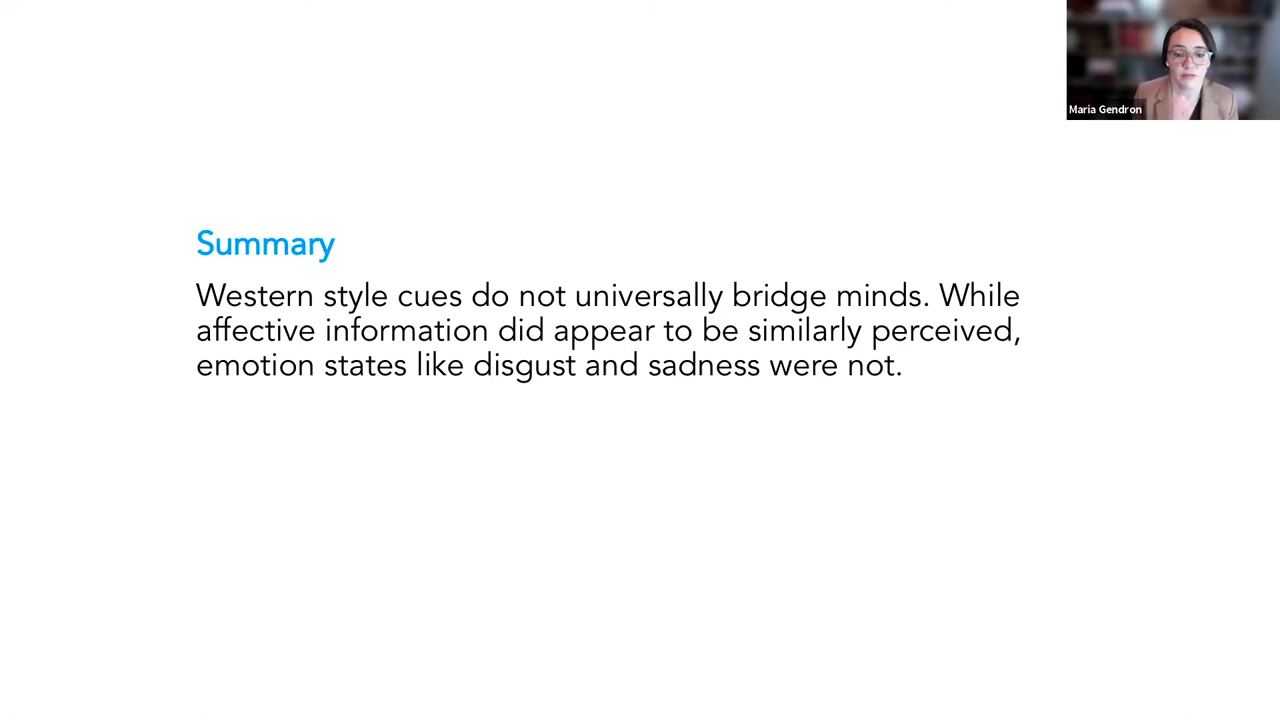 Maria Gendron
Summary
Western style cues do not universally bridge minds. While
affective information did appear to be similarly perceived,
emotion states like disgust and sadness were not.